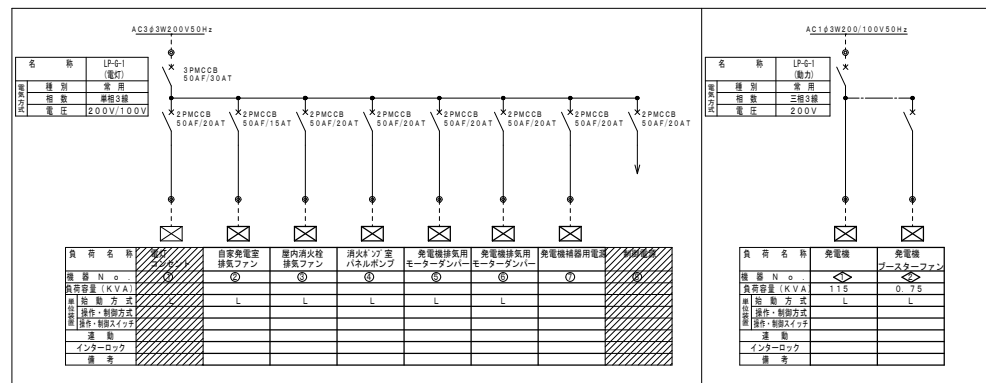 AC3φ3W200V50Hz
名 称 LP-G-1
(電灯)
電気方式 種 別 常 用
相 数 単相3線
電 圧 200V/100V
3PMCCB
50AF/30AT
2PMCCB
50AF/20AT
2PMCCB
50AF/15AT
2PMCCB
50AF/20AT
2PMCCB
50AF/20AT
2PMCCB
50AF/20AT
2PMCCB
50AF/20AT
2PMCCB
50AF/20AT
2PMCCB
50AF/20AT
負 荷 名 称 電灯 コンセント 自家発電室 排気ファン 屋内消火栓 排気ファン 消火ポンプ室 パネルポンプ 発電機排気用 モーターダンパー 発電機排気用 モーターダンパー 発電機補器用電源 制御電源
機 器 N o . ① ② ③ ④ ⑤ ⑥ ⑦ ⑧
負荷容量 (KVA)
単位装置 始 動 方 式 L L L L L L
操作・制御方式
操作・制御スイッチ
連 動
インターロック
備 考
AC1φ3W200/100V50Hz
名 称 LP-G-1
(動力)
電気方式 種 別 常 用
相 数 三相3線
電 圧 200V
負 荷 名 称 発電機 発電機 ブースターファン
機 器 N o . 1 2
負荷容量 (KVA) 115 0.75
単位装置 始 動 方 式 L L
操作・制御方式
操作・制御スイッチ
連 動
インターロック
備 考